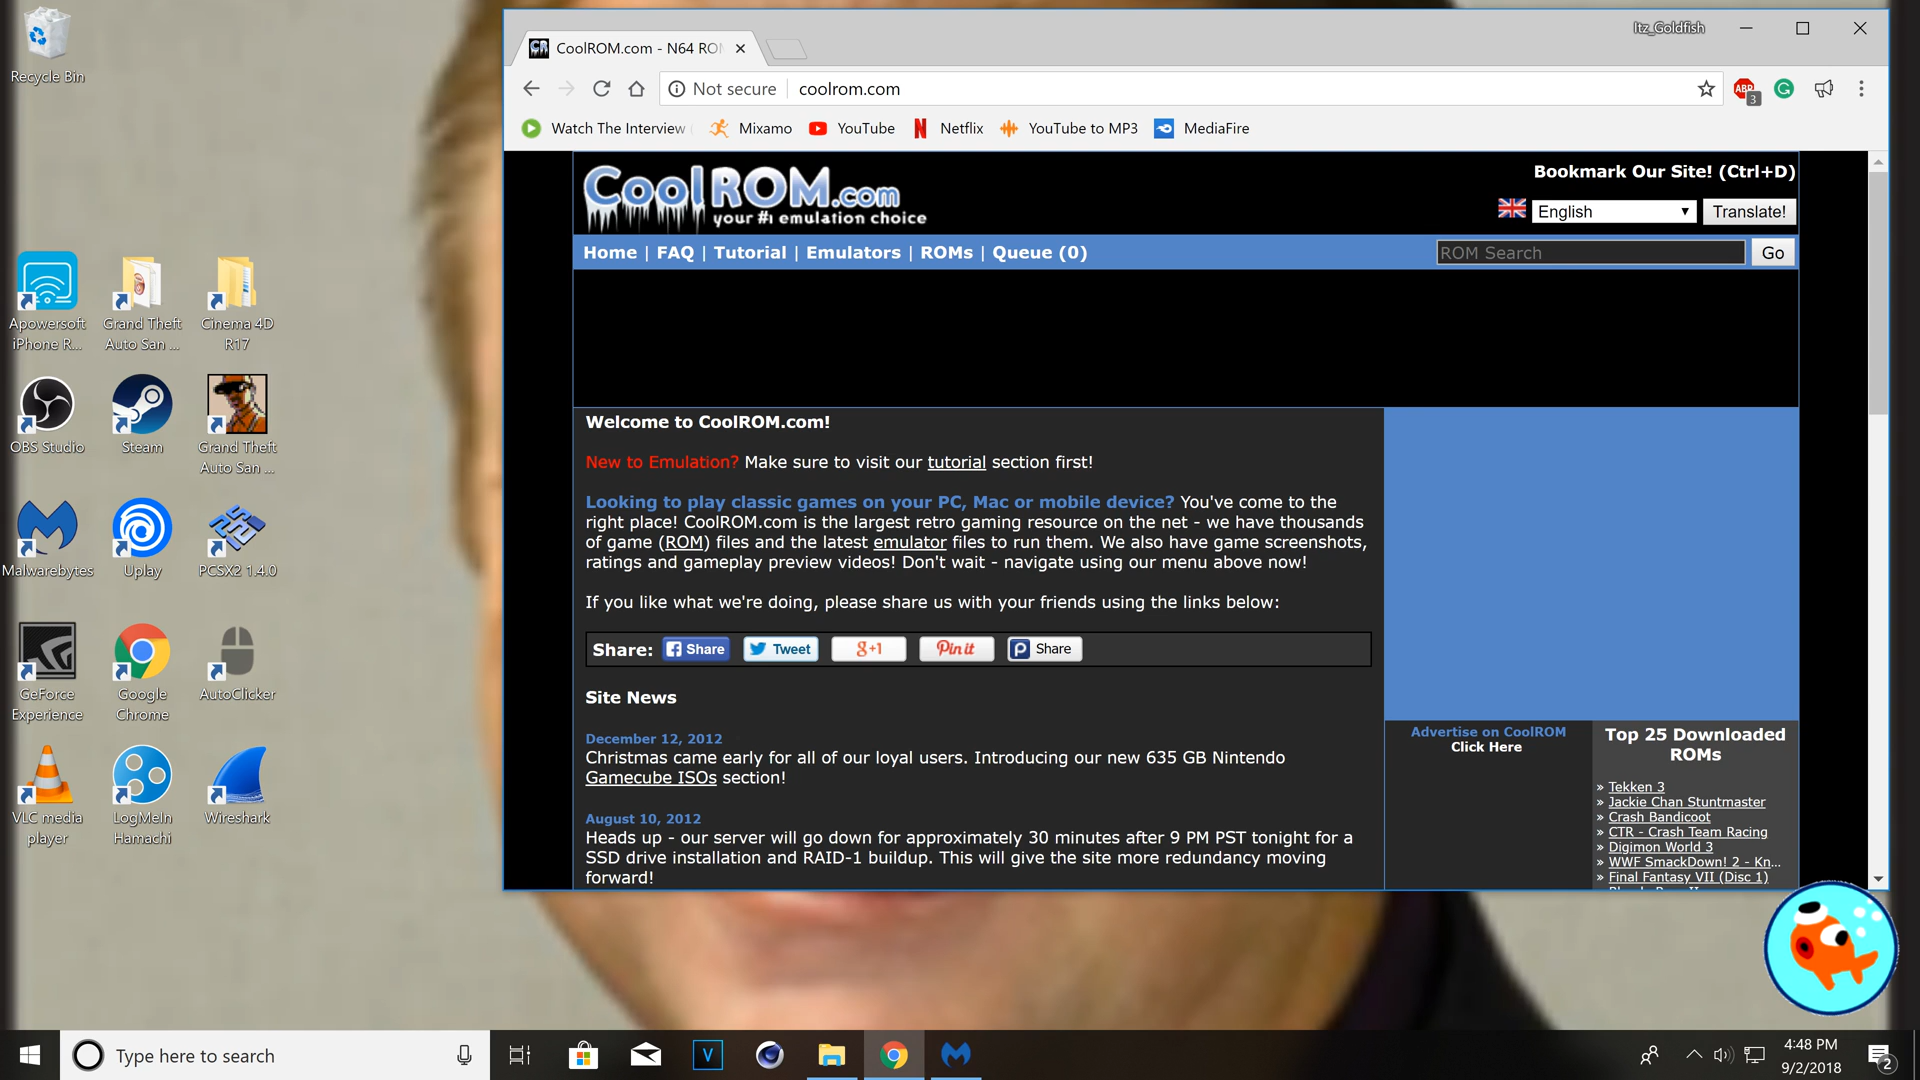 Recycle Bin
Apowersoft
iPhone R...
Grand Theft
Auto San ...
Cinema 4D
R17
OBS Studio
Steam
Grand Theft
Auto San ...
Malwarebytes
Uplay
PCSX2 1.4.0
GeForce
Experience
Google
Chrome
AutoClicker
VLC media
player
LogMeIn
Hamachi
Wireshark
Itz_Goldfish
CR CoolROM.com - N64 RO
Not secure coolrom.com
ABP 3
Watch The Interview Mixamo YouTube Netflix YouTube to MP3 MediaFire
CoolROM.com
your #1 emulation choice
Bookmark Our Site! (Ctrl+D)
English Translate!
Home | FAQ | Tutorial | Emulators | ROMs | Queue (0)
ROM Search Go
Welcome to CoolROM.com!
New to Emulation? Make sure to visit our tutorial section first!
Looking to play classic games on your PC, Mac or mobile device? You've come to the
right place! CoolROM.com is the largest retro gaming resource on the net - we have thousands
of game (ROM) files and the latest emulator files to run them. We also have game screenshots,
ratings and gameplay preview videos! Don't wait - navigate using our menu above now!
If you like what we're doing, please share us with your friends using the links below:
Share: Share Tweet g+1 Pin it Share
Site News
December 12, 2012
Christmas came early for all of our loyal users. Introducing our new 635 GB Nintendo
Gamecube ISOs section!
August 10, 2012
Heads up - our server will go down for approximately 30 minutes after 9 PM PST tonight for a
SSD drive installation and RAID-1 buildup. This will give the site more redundancy moving
forward!
Advertise on CoolROM
Click Here
Top 25 Downloaded
ROMs
» Tekken 3
» Jackie Chan Stuntmaster
» Crash Bandicoot
» CTR - Crash Team Racing
» Digimon World 3
» WWF SmackDown! 2 - Kn...
» Final Fantasy VII (Disc 1)
Type here to search
V
4:48 PM
9/2/2018
2